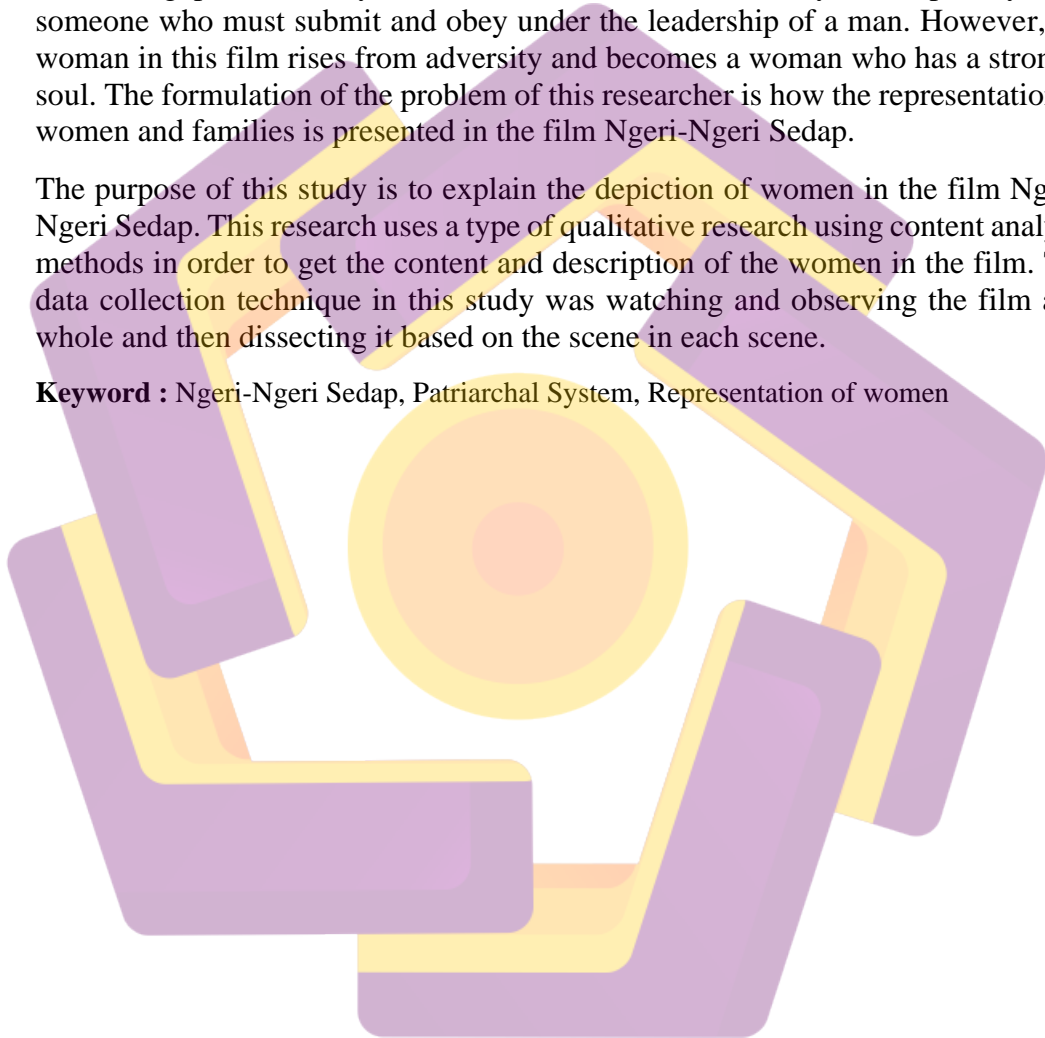 someone who must submit and obey under the leadership of a man. However,
woman in this film rises from adversity and becomes a woman who has a stron
soul. The formulation of the problem of this researcher is how the representation
women and families is presented in the film Ngeri-Ngeri Sedap.
The purpose of this study is to explain the depiction of women in the film Ng
Ngeri Sedap. This research uses a type of qualitative research using content analy
methods in order to get the content and description of the women in the film. T
data collection technique in this study was watching and observing the film a
whole and then dissecting it based on the scene in each scene.
Keyword : Ngeri-Ngeri Sedap, Patriarchal System, Representation of women